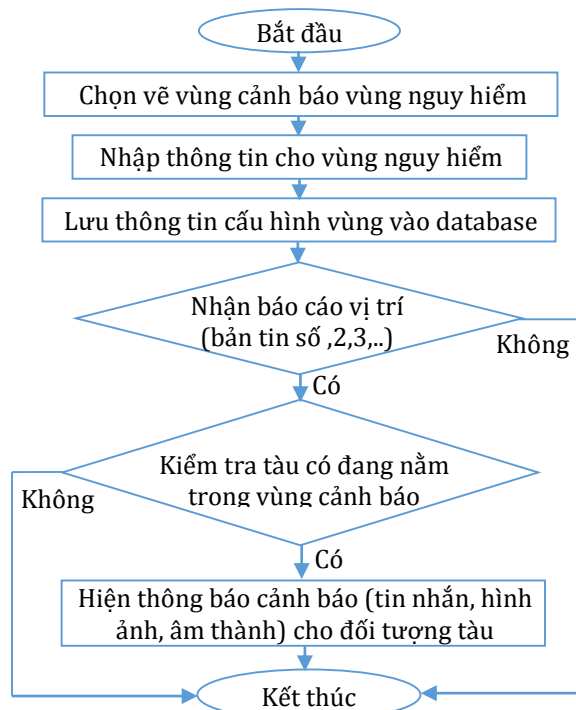 Bắt đầu
Chọn vẽ vùng cảnh báo vùng nguy hiểm
Nhập thông tin cho vùng nguy hiểm
Lưu thông tin cấu hình vùng vào database
Nhận báo cáo vị trí
(bản tin số ,2,3,..)
Không
Có
Kiểm tra tàu có đang nằm
trong vùng cảnh báo
Không
Có
Hiện thông báo cảnh báo (tin nhắn, hình
ảnh, âm thành) cho đối tượng tàu
Kết thúc